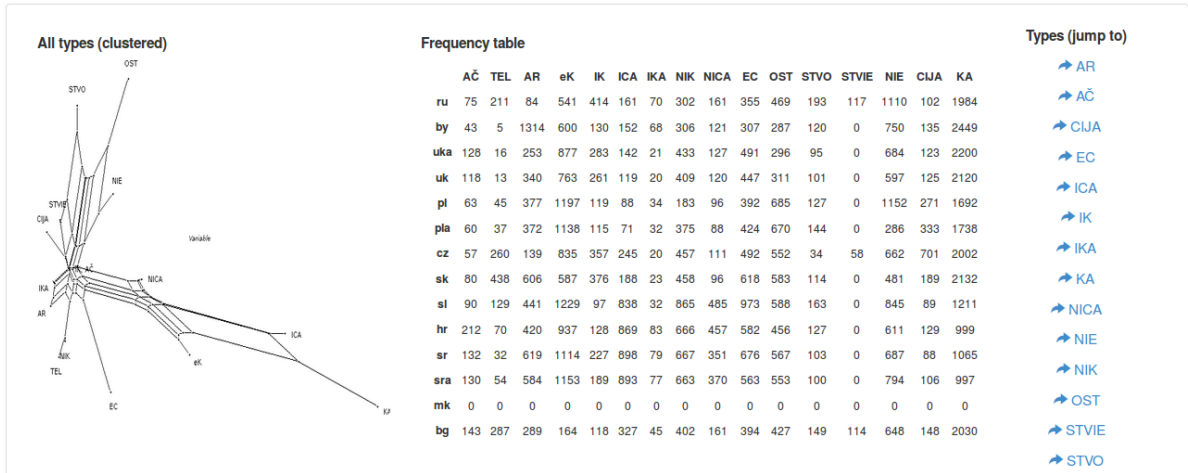 All types (clustered)
OST
STVO
NIE
STVIE
CIJA
Variable
AČ
NICA
IKA
AR
ICA
NIK
eK
TEL
EC
KA
Frequency table
AČ TEL AR eK IK ICA IKA NIK NICA EC OST STVO STVIE NIE CIJA KA
ru 75 211 84 541 414 161 70 302 161 355 469 193 117 1110 102 1984
by 43 5 1314 600 130 152 68 306 121 307 287 120 0 750 135 2449
uka 128 16 253 877 283 142 21 433 127 491 296 95 0 684 123 2200
uk 118 13 340 763 261 119 20 409 120 447 311 101 0 597 125 2120
pl 63 45 377 1197 119 88 34 183 96 392 685 127 0 1152 271 1692
pla 60 37 372 1138 115 71 32 375 88 424 670 144 0 286 333 1738
cz 57 260 139 835 357 245 20 457 111 492 552 34 58 662 701 2002
sk 80 438 606 587 376 188 23 458 96 618 583 114 0 481 189 2132
sl 90 129 441 1229 97 838 32 865 485 973 588 163 0 845 89 1211
hr 212 70 420 937 128 869 83 666 457 582 456 127 0 611 129 999
sr 132 32 619 1114 227 898 79 667 351 676 567 103 0 687 88 1065
sra 130 54 584 1153 189 893 77 663 370 563 553 100 0 794 106 997
mk 0 0 0 0 0 0 0 0 0 0 0 0 0 0 0 0
bg 143 287 289 164 118 327 45 402 161 394 427 149 114 648 148 2030
Types (jump to)
AR
AČ
CIJA
EC
ICA
IK
IKA
KA
NICA
NIE
NIK
OST
STVIE
STVO